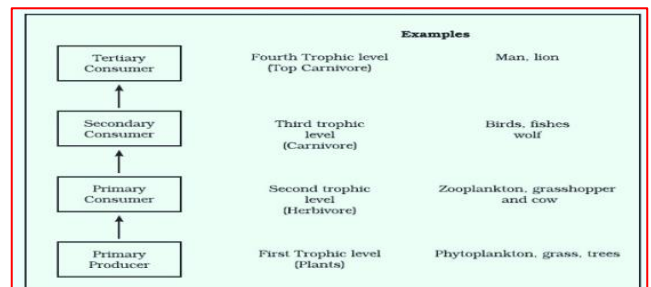 Examples
Tertiary Fourth Trophic level Man, lion
Consumer (Top Carnivore)
Secondary Third trophic Birds, fishes
Consumer level wolf
(Carnivore)
Primary Second trophic Zooplankton, grasshopper
Consumer level and cow
(Herbivore)
Primary First Trophic level Phytoplankton, grass, trees
Producer (Plants)